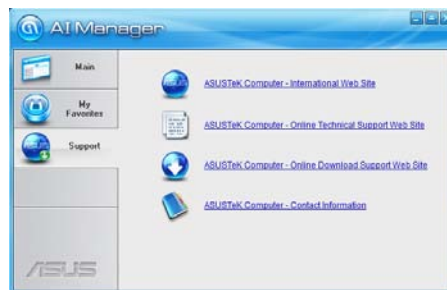 AI Manager
Main
My
Favorites
Support
ASUSTeK Computer - International Web Site
ASUSTeK Computer - Online Technical Support Web Site
ASUSTeK Computer - Online Download Support Web Site
ASUSTeK Computer - Contact Information
ASUS